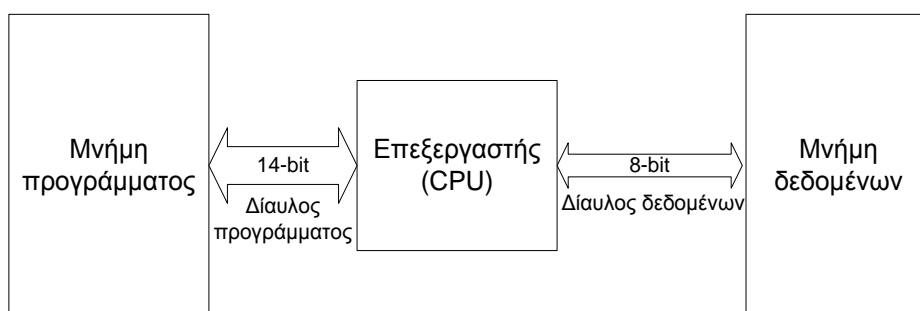 Μνήμη
προγράμματος
14-bit
Δίαυλος
προγράμματος
Επεξεργαστής
(CPU)
8-bit
Δίαυλος δεδομένων
Μνήμη
δεδομένων